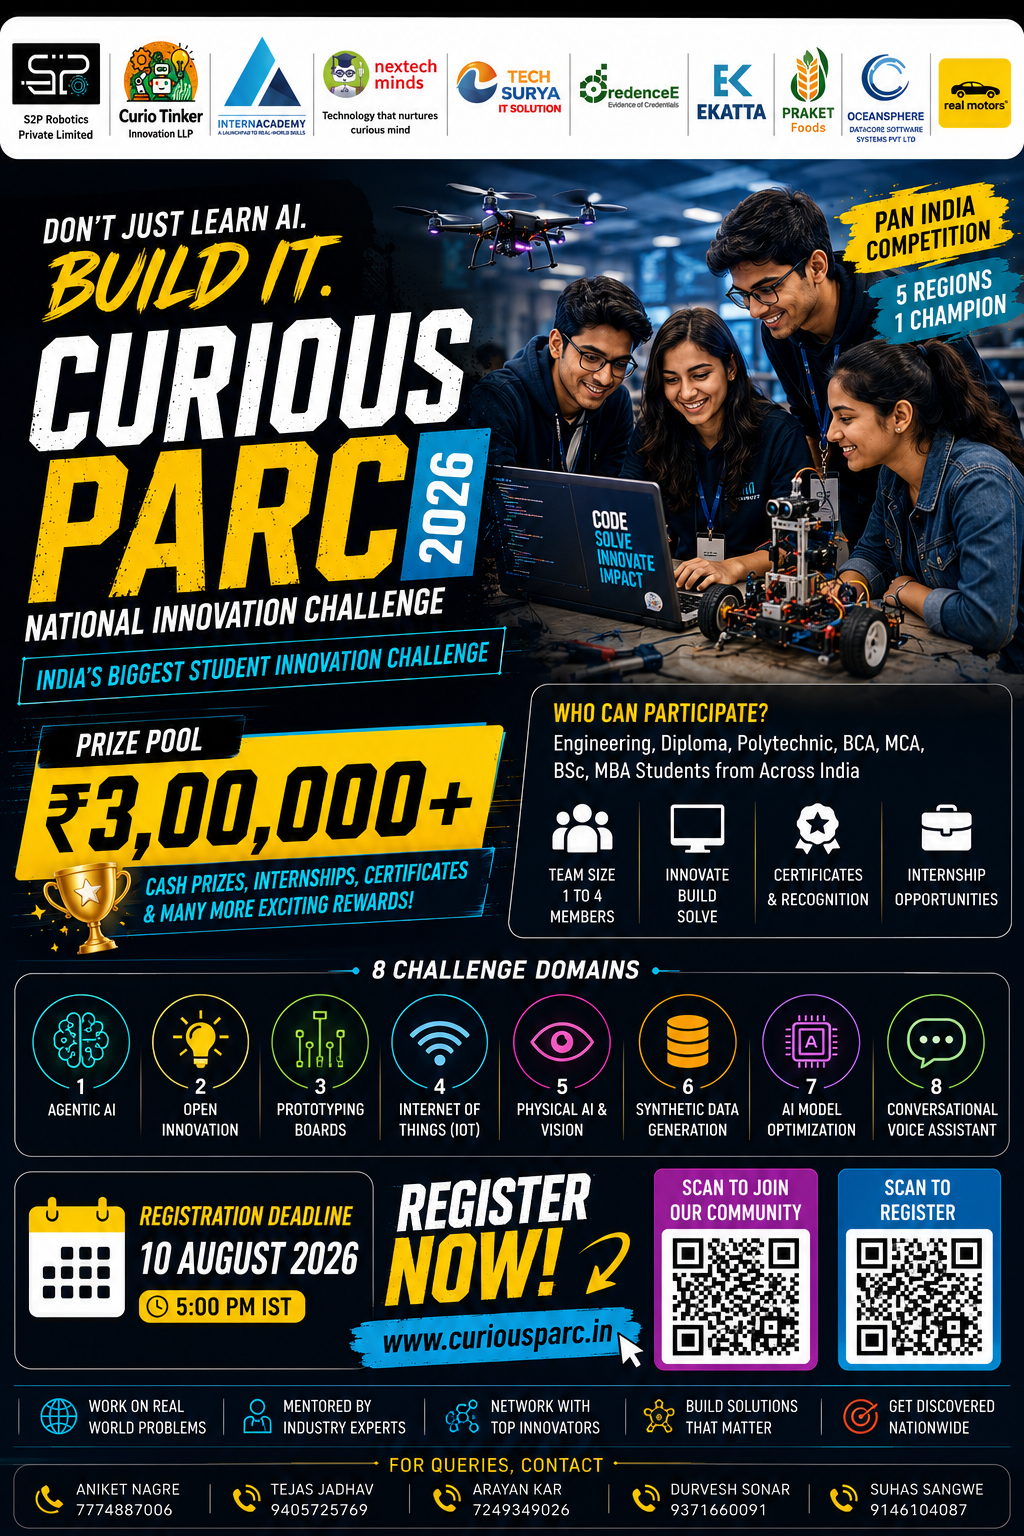 S2P Robotics
Private Limited
Curio Tinker
Innovation LLP
INTERNACADEMY
A LAUNCHPAD TO REAL-WORLD SKILLS
nextech
minds
Technology that nurtures
curious mind
TECH
SURYA
IT SOLUTION
CredenceE
Evidence of Credentials
EK
EKATTA
PRAKET
Foods
OCEANSPHERE
DATACORE SOFTWARE
SYSTEMS PVT LTD
real motors
DON'T JUST LEARN AI.
BUILD IT.
CURIOUS
PARC
2026
NATIONAL INNOVATION CHALLENGE
INDIA'S BIGGEST STUDENT INNOVATION CHALLENGE
PAN INDIA
COMPETITION
5 REGIONS
1 CHAMPION
CODE
SOLVE
INNOVATE
IMPACT
PRIZE POOL
₹3,00,000+
CASH PRIZES, INTERNSHIPS, CERTIFICATES
& MANY MORE EXCITING REWARDS!
WHO CAN PARTICIPATE?
Engineering, Diploma, Polytechnic, BCA, MCA,
BSc, MBA Students from Across India
TEAM SIZE
1 TO 4
MEMBERS
INNOVATE
BUILD
SOLVE
CERTIFICATES
& RECOGNITION
INTERNSHIP
OPPORTUNITIES
8 CHALLENGE DOMAINS
1
AGENTIC AI
2
OPEN
INNOVATION
3
PROTOTYPING
BOARDS
4
INTERNET OF
THINGS (IOT)
5
PHYSICAL AI &
VISION
6
SYNTHETIC DATA
GENERATION
A
7
AI MODEL
OPTIMIZATION
8
CONVERSATIONAL
VOICE ASSISTANT
REGISTRATION DEADLINE
10 AUGUST 2026
5:00 PM IST
REGISTER
NOW!
www.curiousparc.in
SCAN TO JOIN
OUR COMMUNITY
SCAN TO
REGISTER
WORK ON REAL
WORLD PROBLEMS
MENTORED BY
INDUSTRY EXPERTS
NETWORK WITH
TOP INNOVATORS
BUILD SOLUTIONS
THAT MATTER
GET DISCOVERED
NATIONWIDE
FOR QUERIES, CONTACT
ANIKET NAGRE
7774887006
TEJAS JADHAV
9405725769
ARAYAN KAR
7249349026
DURVESH SONAR
9371660091
SUHAS SANGWE
9146104087